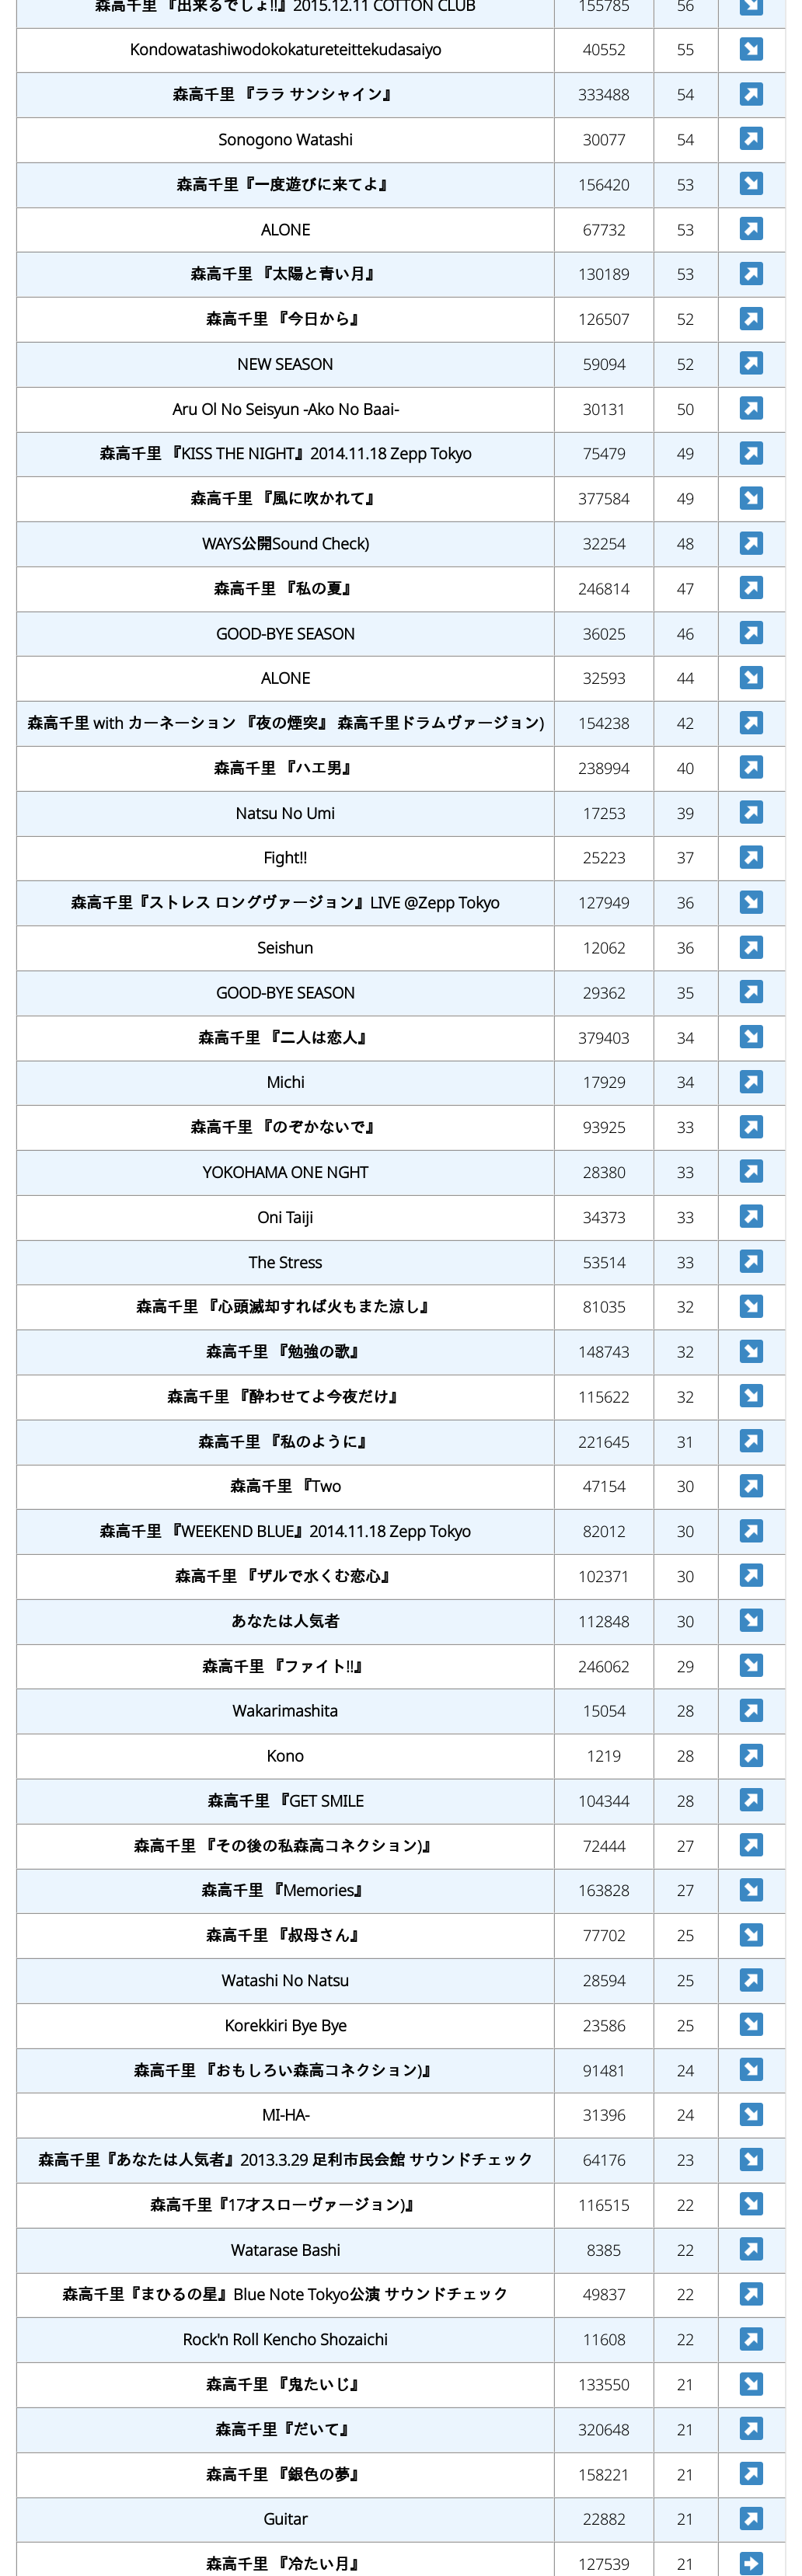 森高千里 『出来るでしょ!!』2015.12.11 COTTON CLUB 155785 56
Kondowatashiwodokokatureteittekudasaiyo 40552 55
森高千里 『ララ サンシャイン』 333488 54
Sonogono Watashi 30077 54
森高千里『一度遊びに来てよ』 156420 53
ALONE 67732 53
森高千里 『太陽と青い月』 130189 53
森高千里 『今日から』 126507 52
NEW SEASON 59094 52
Aru Ol No Seisyun -Ako No Baai- 30131 50
森高千里 『KISS THE NIGHT』2014.11.18 Zepp Tokyo 75479 49
森高千里 『風に吹かれて』 377584 49
WAYS公開Sound Check) 32254 48
森高千里 『私の夏』 246814 47
GOOD-BYE SEASON 36025 46
ALONE 32593 44
森高千里 with カーネーション 『夜の煙突』 森高千里ドラムヴァージョン) 154238 42
森高千里 『ハエ男』 238994 40
Natsu No Umi 17253 39
Fight!! 25223 37
森高千里『ストレス ロングヴァージョン』LIVE @Zepp Tokyo 127949 36
Seishun 12062 36
GOOD-BYE SEASON 29362 35
森高千里 『二人は恋人』 379403 34
Michi 17929 34
森高千里 『のぞかないで』 93925 33
YOKOHAMA ONE NGHT 28380 33
Oni Taiji 34373 33
The Stress 53514 33
森高千里 『心頭滅却すれば火もまた涼し』 81035 32
森高千里 『勉強の歌』 148743 32
森高千里 『酔わせてよ今夜だけ』 115622 32
森高千里 『私のように』 221645 31
森高千里 『Two 47154 30
森高千里 『WEEKEND BLUE』2014.11.18 Zepp Tokyo 82012 30
森高千里 『ザルで水くむ恋心』 102371 30
あなたは人気者 112848 30
森高千里 『ファイト!!』 246062 29
Wakarimashita 15054 28
Kono 1219 28
森高千里 『GET SMILE 104344 28
森高千里 『その後の私森高コネクション)』 72444 27
森高千里 『Memories』 163828 27
森高千里 『叔母さん』 77702 25
Watashi No Natsu 28594 25
Korekkiri Bye Bye 23586 25
森高千里 『おもしろい森高コネクション)』 91481 24
MI-HA- 31396 24
森高千里『あなたは人気者』2013.3.29 足利市民会館 サウンドチェック 64176 23
森高千里『17才スローヴァージョン)』 116515 22
Watarase Bashi 8385 22
森高千里『まひるの星』Blue Note Tokyo公演 サウンドチェック 49837 22
Rock'n Roll Kencho Shozaichi 11608 22
森高千里 『鬼たいじ』 133550 21
森高千里『だいて』 320648 21
森高千里 『銀色の夢』 158221 21
Guitar 22882 21
森高千里 『冷たい月』 127539 21